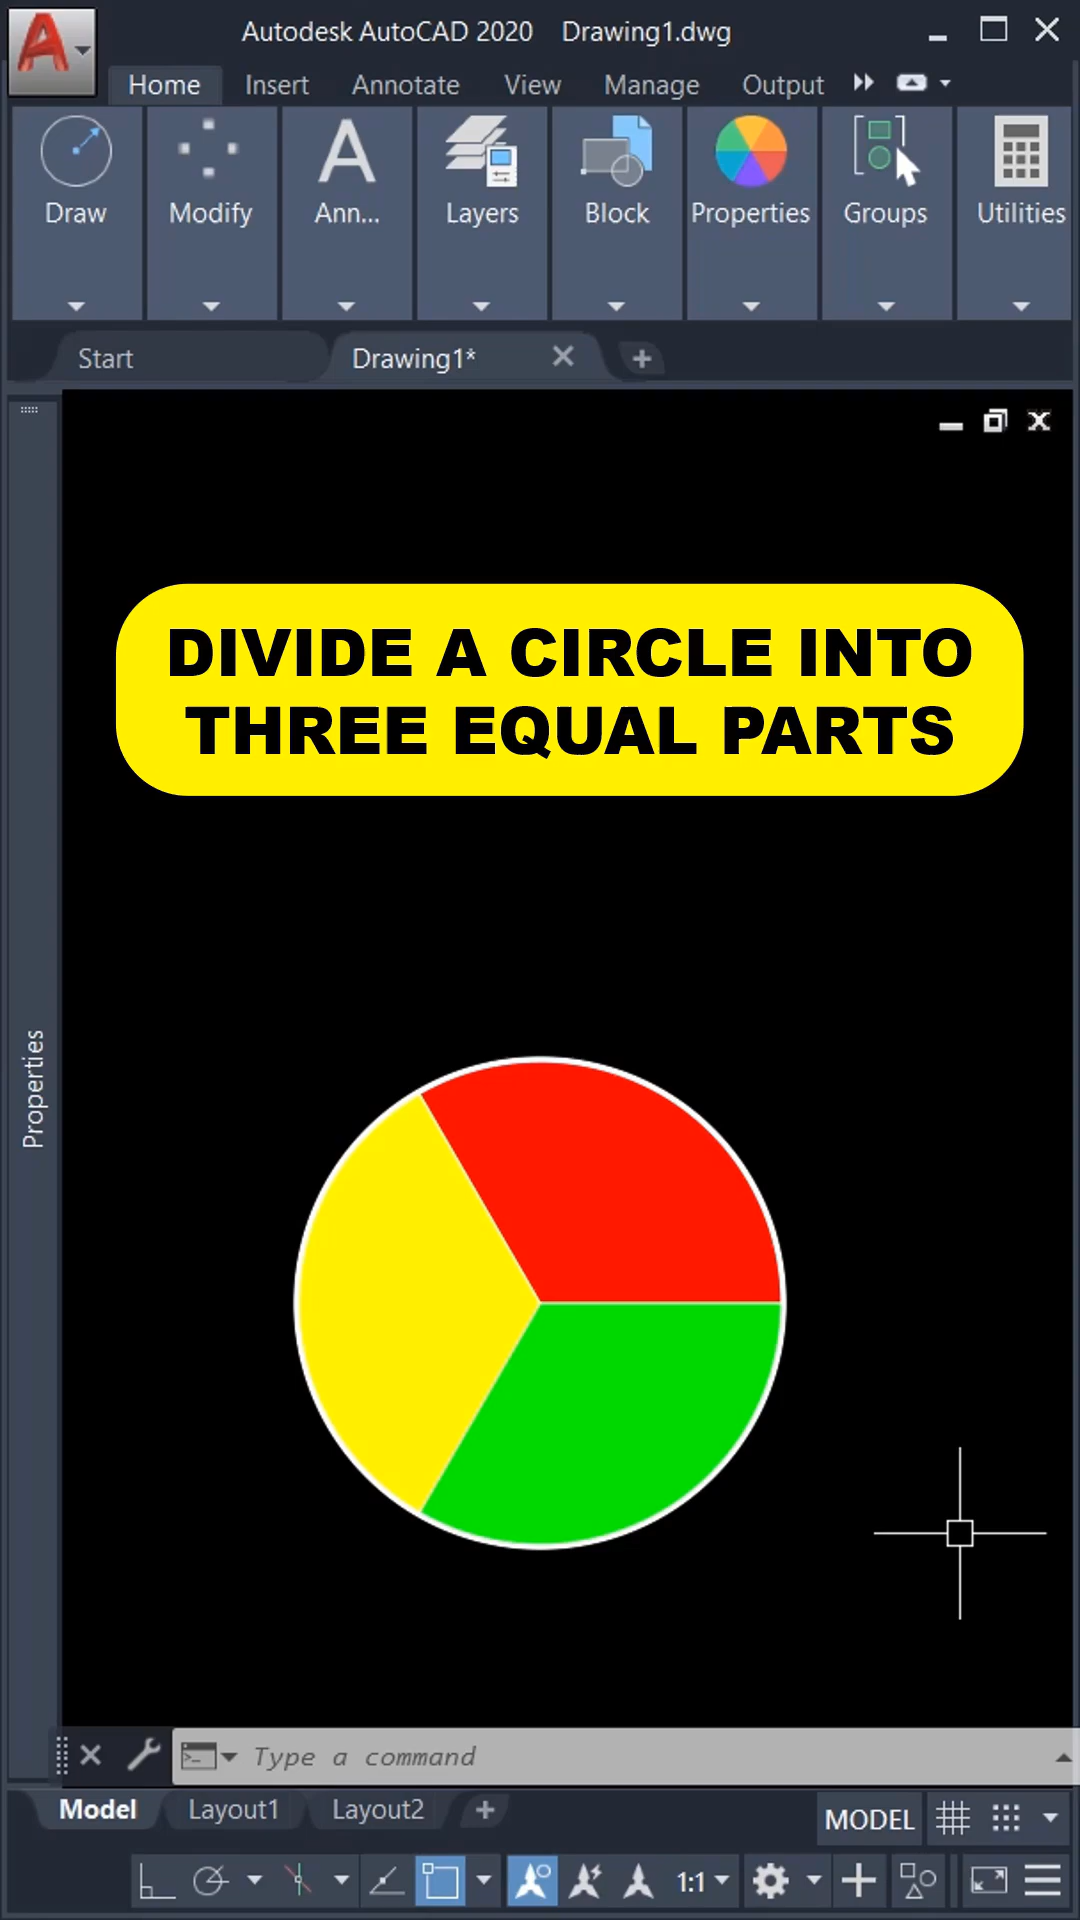 Autodesk AutoCAD 2020 Drawing1.dwg
Home Insert Annotate View Manage Output
Draw Modify Ann... Layers Block Properties Groups Utilities
Start Drawing1*
DIVIDE A CIRCLE INTO
THREE EQUAL PARTS
Properties
Type a command
Model Layout1 Layout2 MODEL
1:1